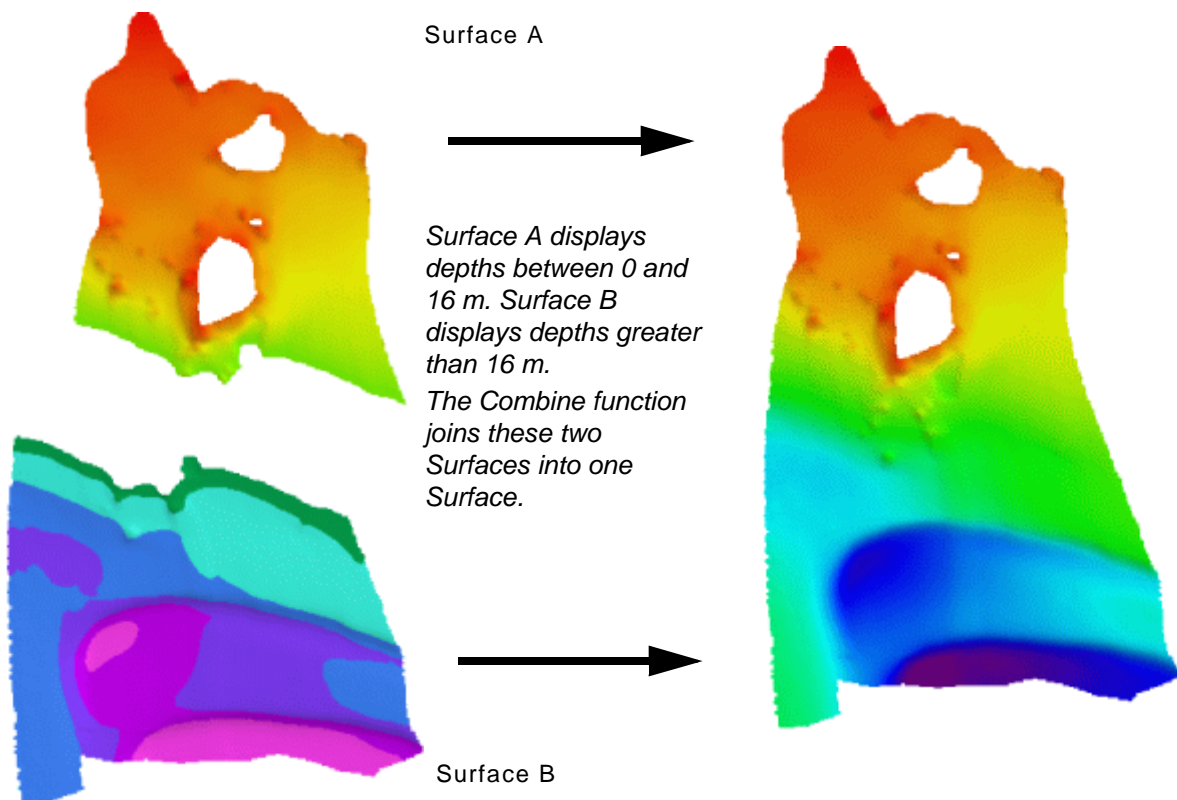 Surface A
Surface A displays
depths between 0 and
16 m. Surface B
displays depths greater
than 16 m.
The Combine function
joins these two
Surfaces into one
Surface.
Surface B